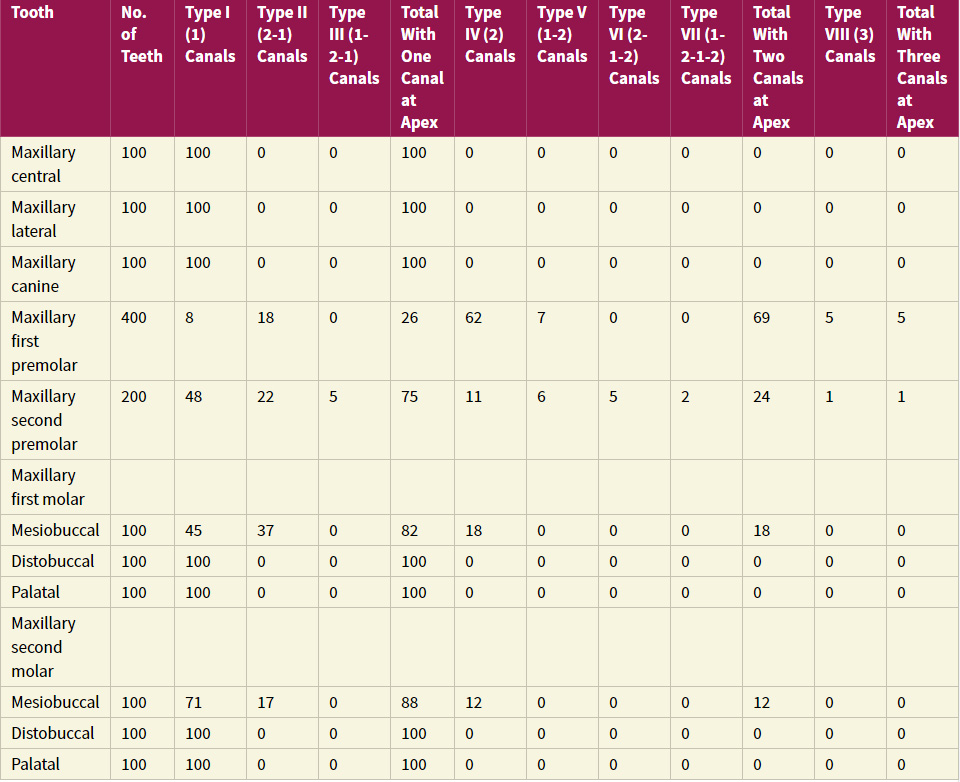 Tooth | No. of Teeth | Type I (1) Canals | Type II (2-1) Canals | Type III (1-2-1) Canals | Total With One Canal at Apex | Type IV (2) Canals | Type V (1-2) Canals | Type VI (2-1-2) Canals | Type VII (1-2-1-2) Canals | Total With Two Canals at Apex | Type VIII (3) Canals | Total With Three Canals at Apex
Maxillary central | 100 | 100 | 0 | 0 | 100 | 0 | 0 | 0 | 0 | 0 | 0 | 0
Maxillary lateral | 100 | 100 | 0 | 0 | 100 | 0 | 0 | 0 | 0 | 0 | 0 | 0
Maxillary canine | 100 | 100 | 0 | 0 | 100 | 0 | 0 | 0 | 0 | 0 | 0 | 0
Maxillary first premolar | 400 | 8 | 18 | 0 | 26 | 62 | 7 | 0 | 0 | 69 | 5 | 5
Maxillary second premolar | 200 | 48 | 22 | 5 | 75 | 11 | 6 | 5 | 2 | 24 | 1 | 1
Maxillary first molar
Mesiobuccal | 100 | 45 | 37 | 0 | 82 | 18 | 0 | 0 | 0 | 18 | 0 | 0
Distobuccal | 100 | 100 | 0 | 0 | 100 | 0 | 0 | 0 | 0 | 0 | 0 | 0
Palatal | 100 | 100 | 0 | 0 | 100 | 0 | 0 | 0 | 0 | 0 | 0 | 0
Maxillary second molar
Mesiobuccal | 100 | 71 | 17 | 0 | 88 | 12 | 0 | 0 | 0 | 12 | 0 | 0
Distobuccal | 100 | 100 | 0 | 0 | 100 | 0 | 0 | 0 | 0 | 0 | 0 | 0
Palatal | 100 | 100 | 0 | 0 | 100 | 0 | 0 | 0 | 0 | 0 | 0 | 0